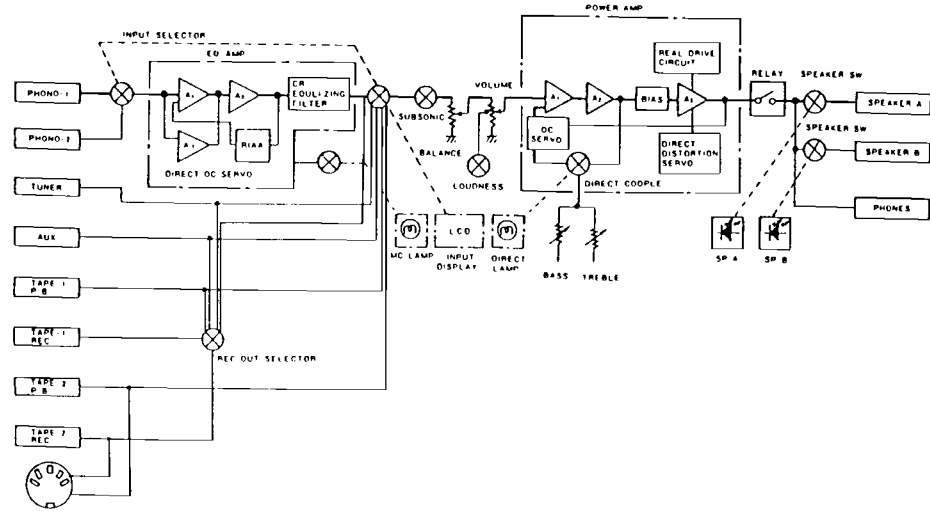 POWER AMP
INPUT SELECTOR
EQ AMP
REAL DRIVE
CIRCUIT
RELAY
SPEAKER SW
PHONO-1
A1
A2
CR
EQULIZING
FILTER
SUBSONIC
VOLUME
A1
A2
BIAS
A3
SPEAKER A
SPEAKER SW
PHONO-2
RIAA
DC
SERVO
DIRECT
DISTORTION
SERVO
SPEAKER B
DIRECT DC SERVO
BALANCE
LOUDNESS
DIRECT COOPLE
TUNER
PHONES
AUX
LCD
MC LAMP
INPUT
DISPLAY
DIRECT
LAMP
BASS
TREBLE
SP. A
SP. B
TAPE-1
P.B
TAPE-1
REC
REC OUT SELECTOR
TAPE 2
P.B
TAPE 2
REC